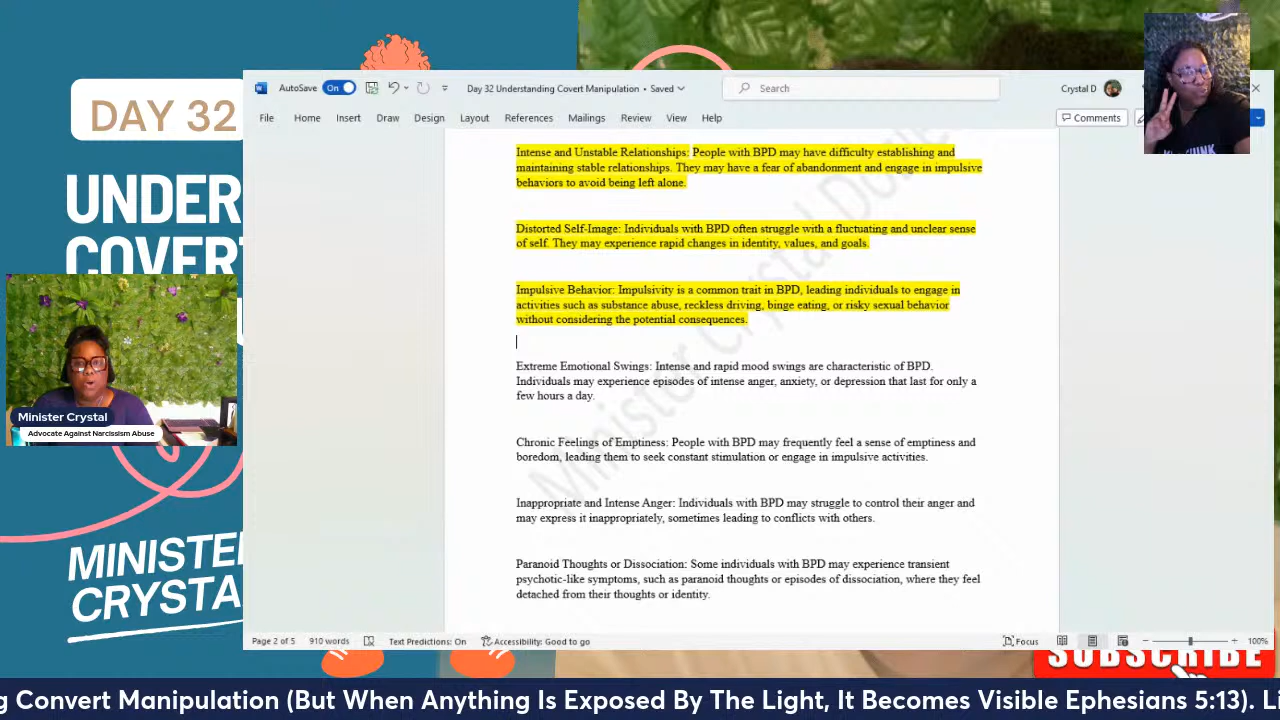 DAY 32
UNDER
COVERT
MINISTER
CRYSTA
Minister Crystal
Advocate Against Narcissism Abuse
AutoSave On Day 32 Understanding Covert Manipulation • Saved Search Crystal D
File Home Insert Draw Design Layout References Mailings Review View Help Comments
Intense and Unstable Relationships: People with BPD may have difficulty establishing and
maintaining stable relationships. They may have a fear of abandonment and engage in impulsive
behaviors to avoid being left alone.
Distorted Self-Image: Individuals with BPD often struggle with a fluctuating and unclear sense
of self. They may experience rapid changes in identity, values, and goals.
Impulsive Behavior: Impulsivity is a common trait in BPD, leading individuals to engage in
activities such as substance abuse, reckless driving, binge eating, or risky sexual behavior
without considering the potential consequences.
Extreme Emotional Swings: Intense and rapid mood swings are characteristic of BPD.
Individuals may experience episodes of intense anger, anxiety, or depression that last for only a
few hours a day.
Chronic Feelings of Emptiness: People with BPD may frequently feel a sense of emptiness and
boredom, leading them to seek constant stimulation or engage in impulsive activities.
Inappropriate and Intense Anger: Individuals with BPD may struggle to control their anger and
may express it inappropriately, sometimes leading to conflicts with others.
Paranoid Thoughts or Dissociation: Some individuals with BPD may experience transient
psychotic-like symptoms, such as paranoid thoughts or episodes of dissociation, where they feel
detached from their thoughts or identity.
Minister Crystal
Page 2 of 5 910 words Text Predictions: On Accessibility: Good to go Focus 100%
SUBSCRIBE
g Convert Manipulation (But When Anything Is Exposed By The Light, It Becomes Visible Ephesians 5:13). Li